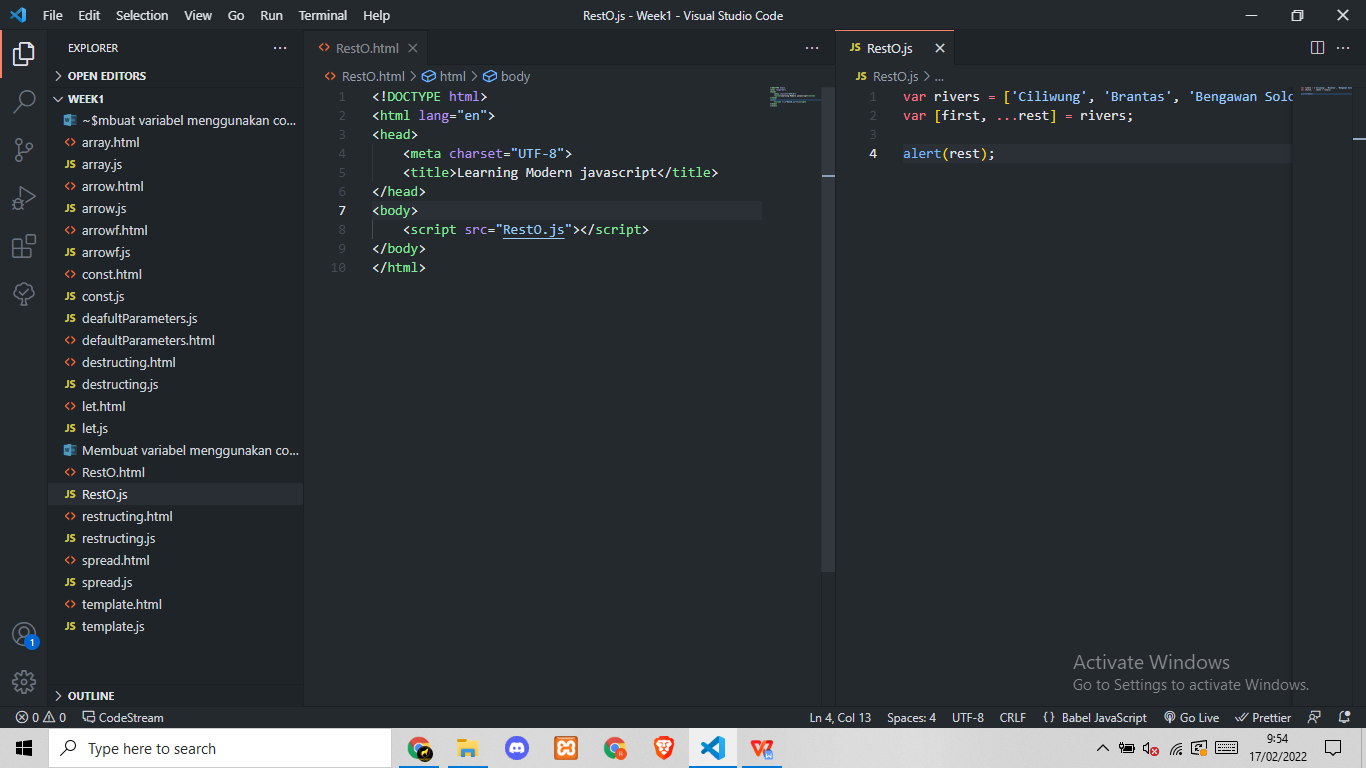 File Edit Selection View Go Run Terminal Help RestO.js - Week1 - Visual Studio Code
EXPLORER
OPEN EDITORS
WEEK1
~$mbuat variabel menggunakan co...
array.html
array.js
arrow.html
arrow.js
arrowf.html
arrowf.js
const.html
const.js
deafultParameters.js
defaultParameters.html
destructing.html
destructing.js
let.html
let.js
Membuat variabel menggunakan co...
RestO.html
RestO.js
restructing.html
restructing.js
spread.html
spread.js
template.html
template.js
OUTLINE
RestO.html
RestO.html > html > body
1 <!DOCTYPE html>
2 <html lang="en">
3 <head>
4 <meta charset="UTF-8">
5 <title>Learning Modern javascript</title>
6 </head>
7 <body>
8 <script src="RestO.js"></script>
9 </body>
10 </html>
JS RestO.js
JS RestO.js > ...
1 var rivers = ['Ciliwung', 'Brantas', 'Bengawan Solo
2 var [first, ...rest] = rivers;
3
4 alert(rest);
Activate Windows
Go to Settings to activate Windows.
1
0 0 CodeStream Ln 4, Col 13 Spaces: 4 UTF-8 CRLF {} Babel JavaScript Go Live Prettier
Type here to search
9:54
17/02/2022